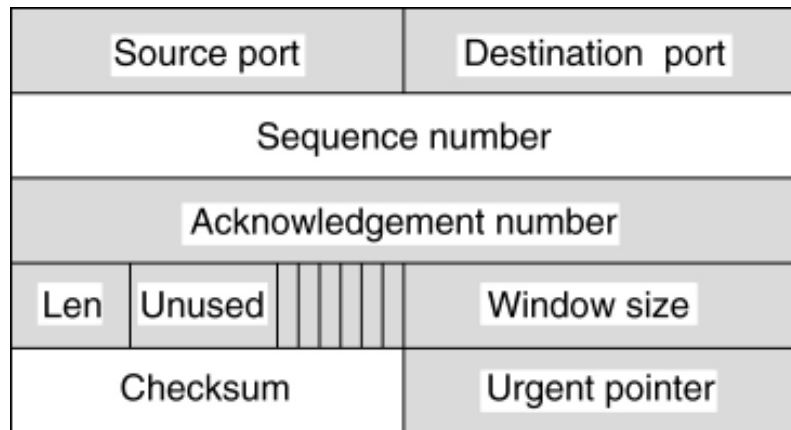 Source port Destination port
Sequence number
Acknowledgement number
Len Unused Window size
Checksum Urgent pointer